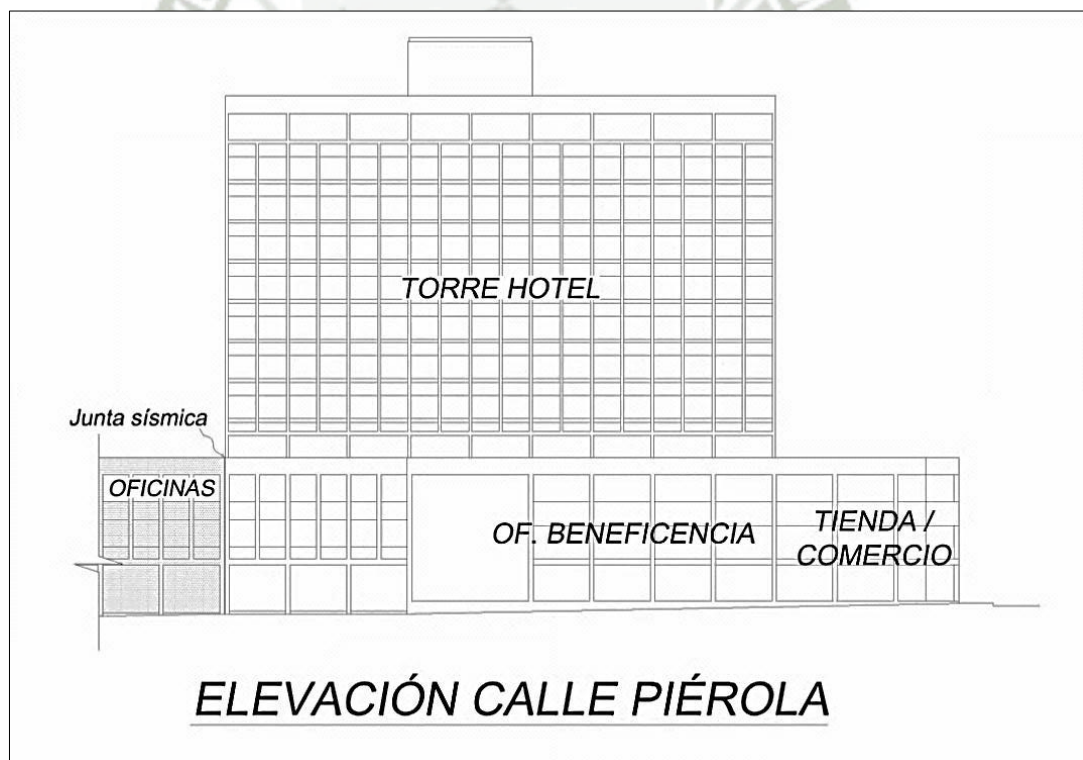 TORRE HOTEL
Junta sísmica
OFICINAS
OF. BENEFICENCIA
TIENDA /
COMERCIO
ELEVACIÓN CALLE PIÉROLA